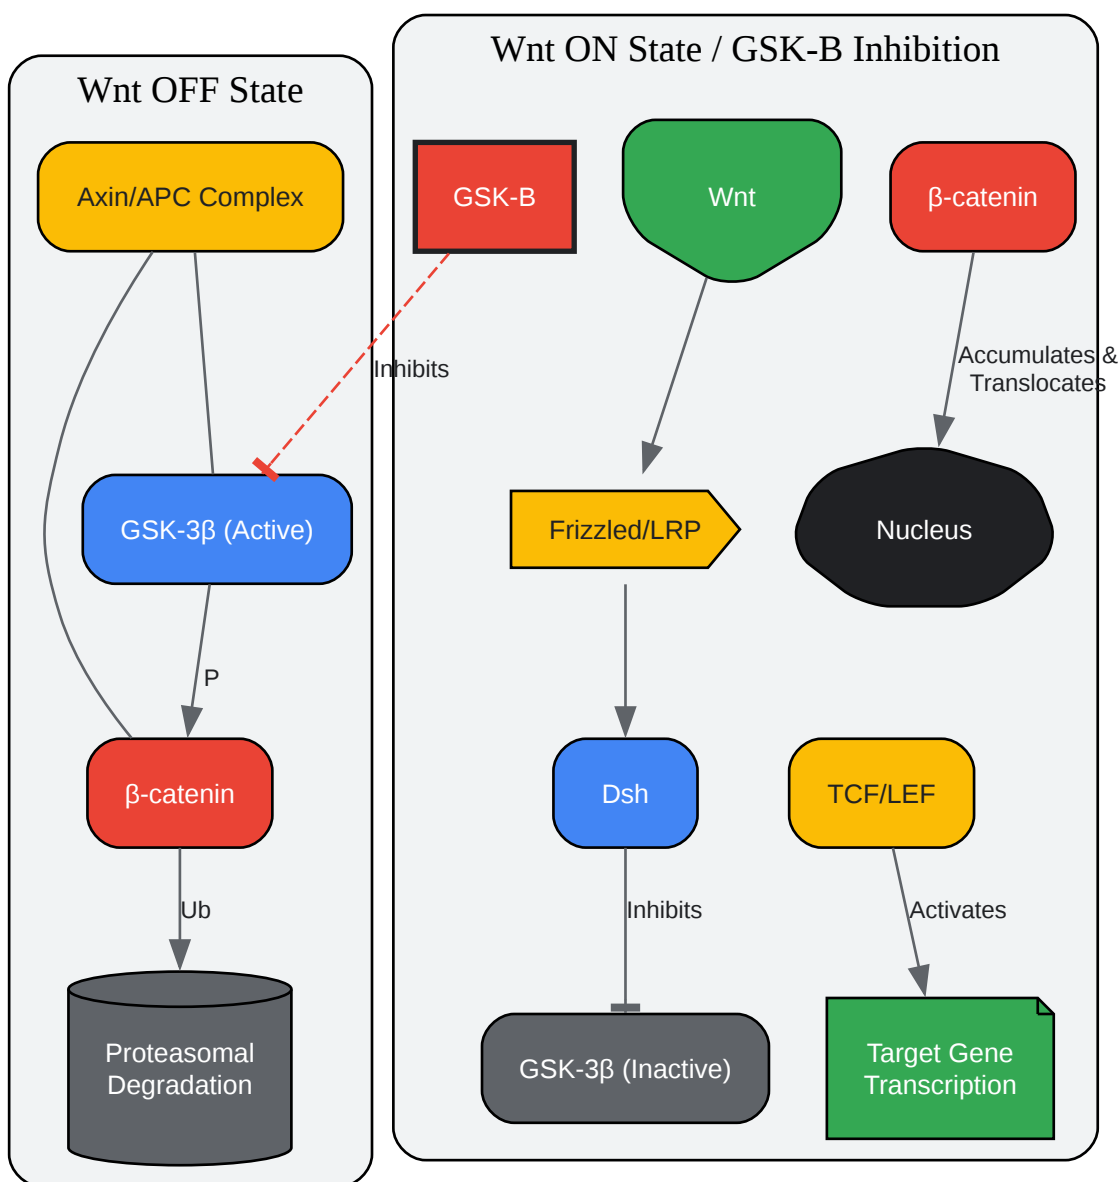 Wnt OFF State
Axin/APC Complex
GSK-3β (Active)
P
β-catenin
Ub
Proteasomal
Degradation
Wnt ON State / GSK-B Inhibition
GSK-B
Inhibits
Wnt
Frizzled/LRP
Dsh
Inhibits
GSK-3β (Inactive)
β-catenin
Accumulates &
Translocates
Nucleus
TCF/LEF
Activates
Target Gene
Transcription